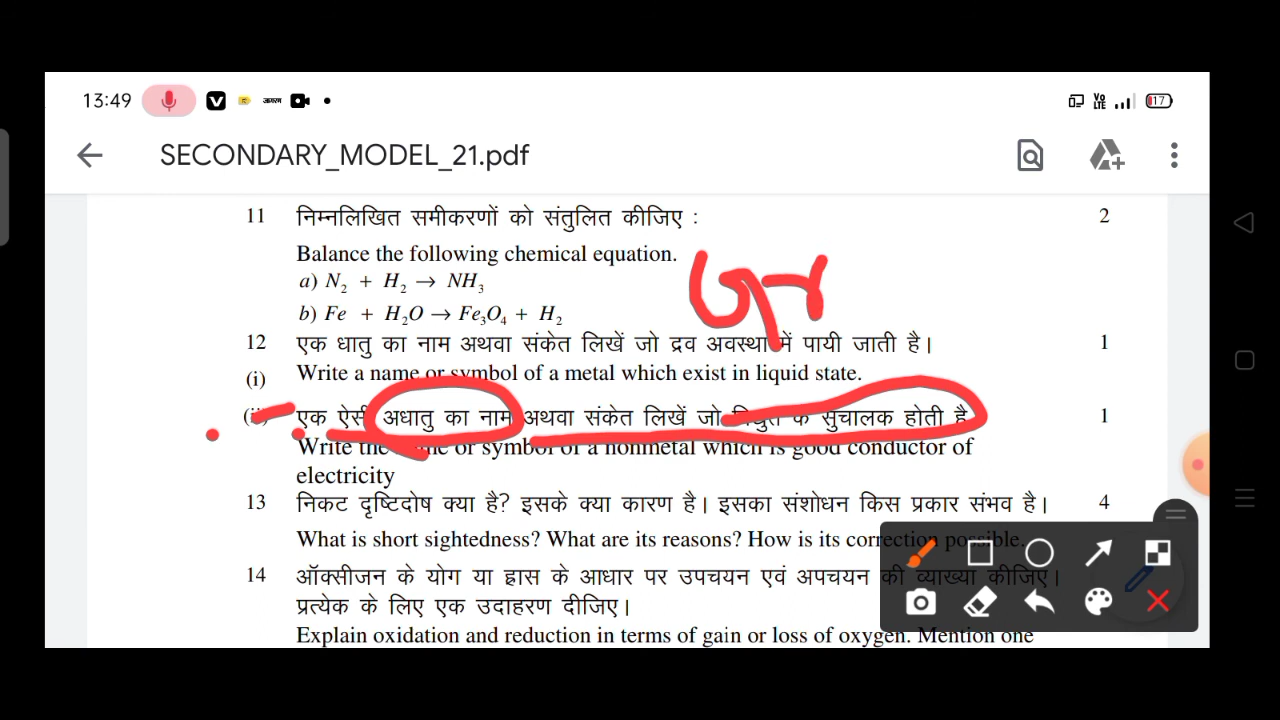 13:49 Vo LTE 17
SECONDARY_MODEL_21.pdf
11 निम्नलिखित समीकरणों को संतुलित कीजिए : 2
Balance the following chemical equation.
a) N₂ + H₂ → NH₃
b) Fe + H₂O → Fe₃O₄ + H₂
12 एक धातु का नाम अथवा संकेत लिखें जो द्रव अवस्था में पायी जाती है। 1
(i) Write a name or symbol of a metal which exist in liquid state.
(ii) एक ऐसी अधातु का नाम अथवा संकेत लिखें जो विद्युत के सुचालक होती है 1
Write the name or symbol of a nonmetal which is good conductor of
electricity
13 निकट दृष्टिदोष क्या है? इसके क्या कारण है। इसका संशोधन किस प्रकार संभव है। 4
What is short sightedness? What are its reasons? How is its correction possible.
14 ऑक्सीजन के योग या ह्रास के आधार पर उपचयन एवं अपचयन की व्याख्या कीजिए।
प्रत्येक के लिए एक उदाहरण दीजिए।
Explain oxidation and reduction in terms of gain or loss of oxygen. Mention one